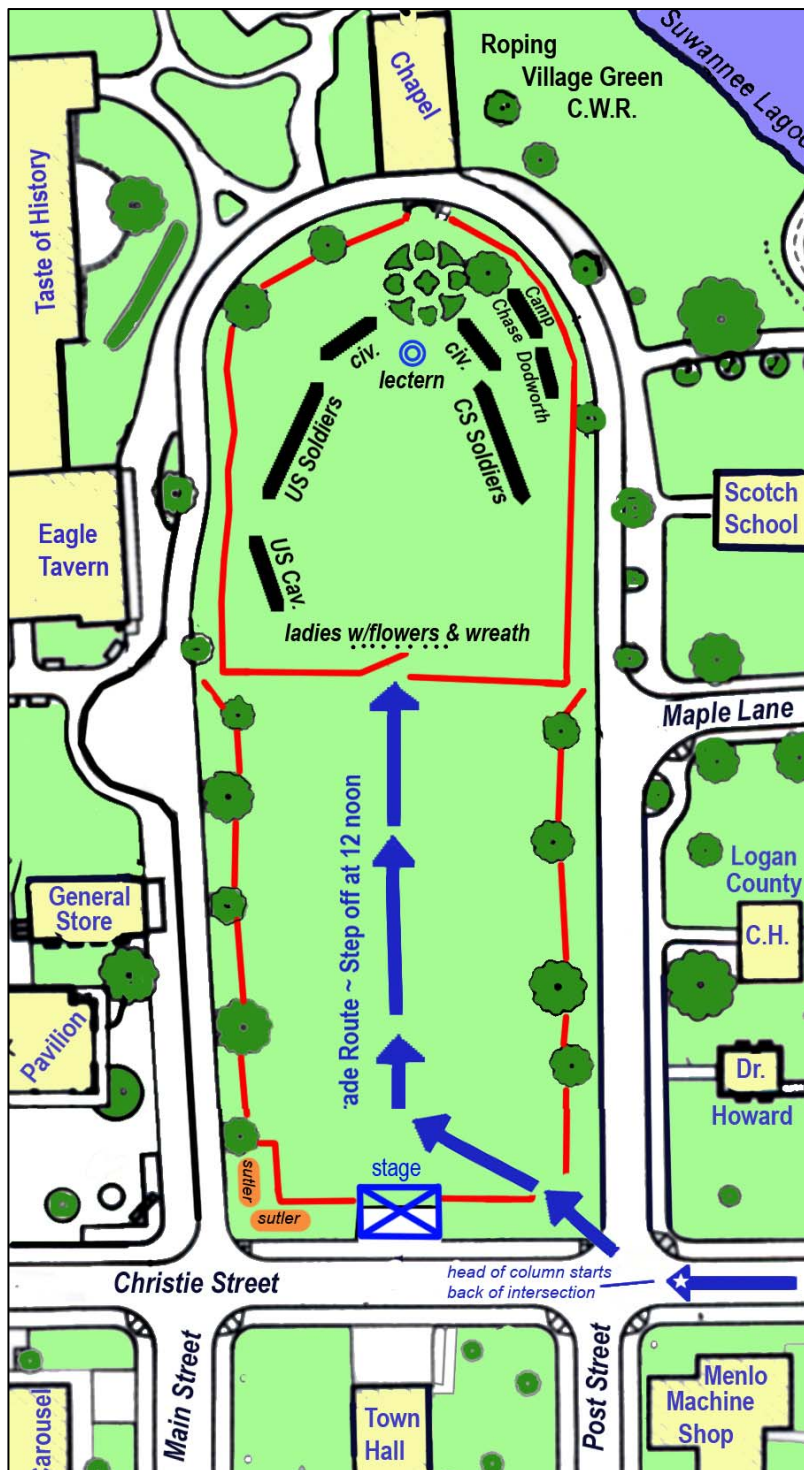 Roping
Village Green
C.W.R.
Suwannee Lagoo
Chapel
Taste of History
Camp
Chase
Dodworth
civ.
civ.
lectern
US Soldiers
CS Soldiers
Scotch
School
Eagle
Tavern
US Cav.
ladies w/flowers & wreath
Maple Lane
'ade Route ~ Step off at 12 noon
Logan
County
C.H.
General
Store
Pavilion
Dr.
Howard
stage
sutler
sutler
head of column starts
back of intersection
Christie Street
Main Street
Post Street
Carousel
Town
Hall
Menlo
Machine
Shop